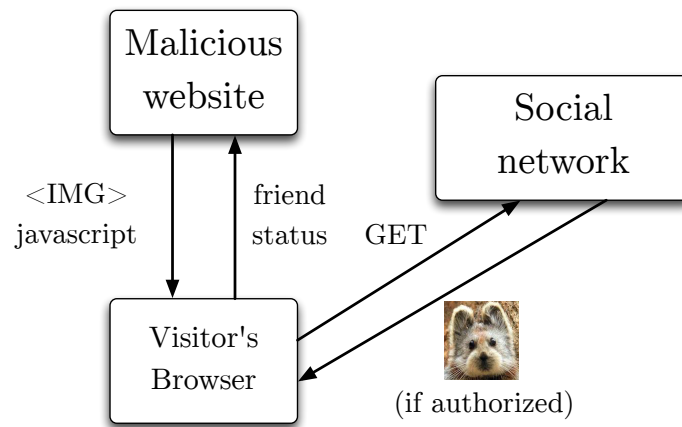 Malicious
website
Social
network
<IMG>
javascript
friend
status
GET
Visitor's
Browser
(if authorized)